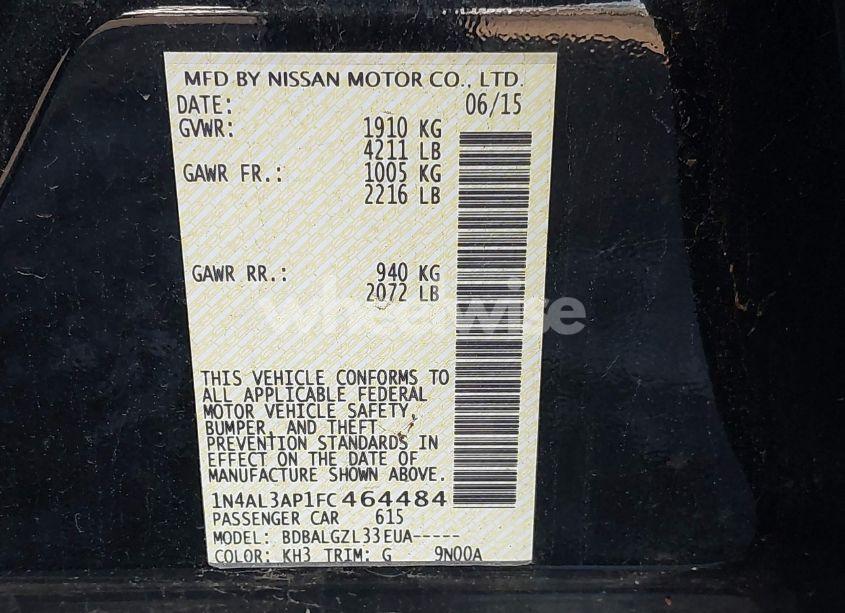 MFD BY NISSAN MOTOR CO., LTD.
DATE: 06/15
GVWR: 1910 KG
4211 LB
GAWR FR.: 1005 KG
2216 LB
GAWR RR.: 940 KG
2072 LB
wheelwise
THIS VEHICLE CONFORMS TO
ALL APPLICABLE FEDERAL
MOTOR VEHICLE SAFETY,
BUMPER, AND THEFT
PREVENTION STANDARDS IN
EFFECT ON THE DATE OF
MANUFACTURE SHOWN ABOVE.
1N4AL3AP1FC464484
PASSENGER CAR 615
MODEL: BDBALGZL33EUA-----
COLOR: KH3 TRIM: G 9N00A